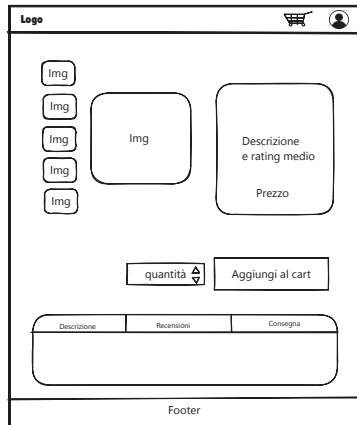 Logo
Img
Img
Img
Img
Img
Img
Descrizione
e rating medio
Prezzo
quantità
Aggiungi al cart
Descrizione
Recensioni
Consegna
Footer